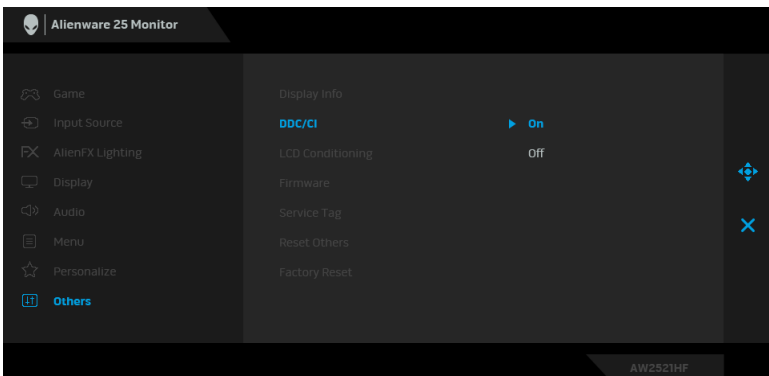 Alienware 25 Monitor
Game
Display Info
Input Source
DDC/CI
On
FX AlienFX Lighting
LCD Conditioning
Off
Display
Firmware
Audio
Service Tag
Menu
Reset Others
Personalize
Factory Reset
Others
AW2521HF